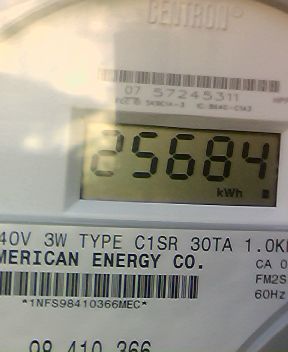 CENTRON®
07 57245311
25684
kWh
40V 3W TYPE C1SR 30TA 1.0K
MERICAN ENERGY CO. CA 0
FM2S
*1NFS98410366MEC* 60Hz
98 410 366